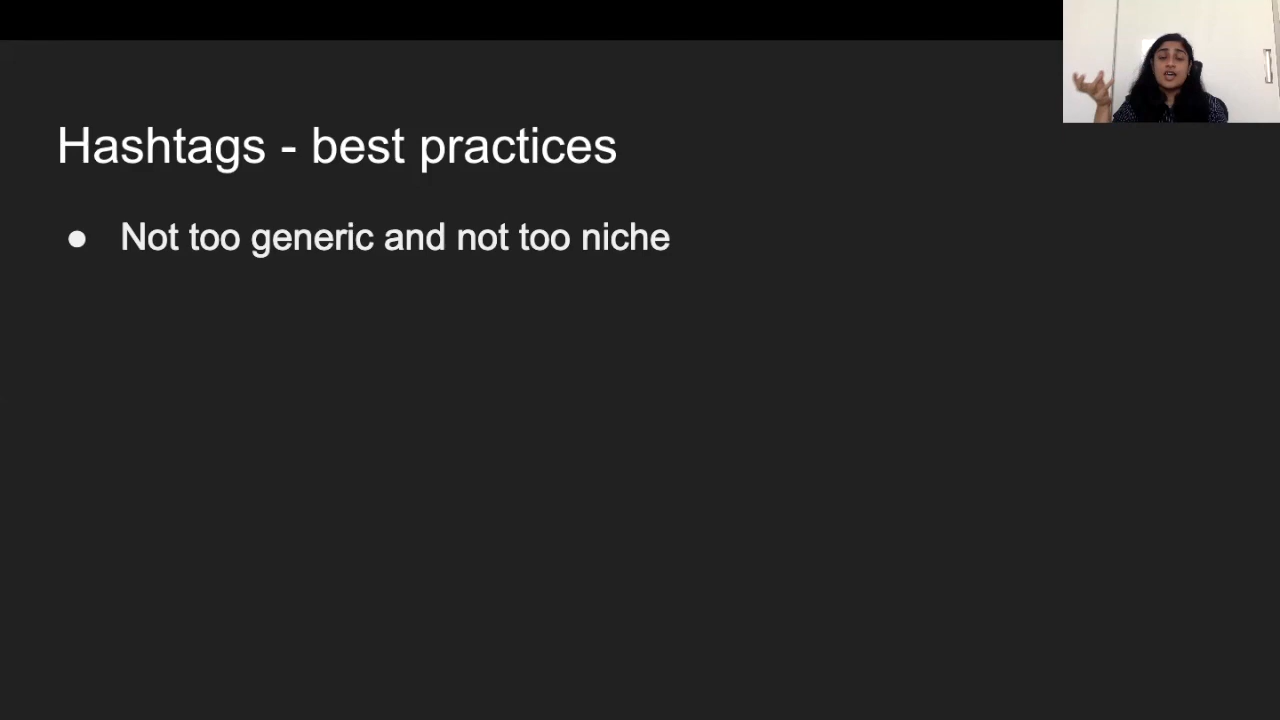 Hashtags - best practices
● Not too generic and not too niche